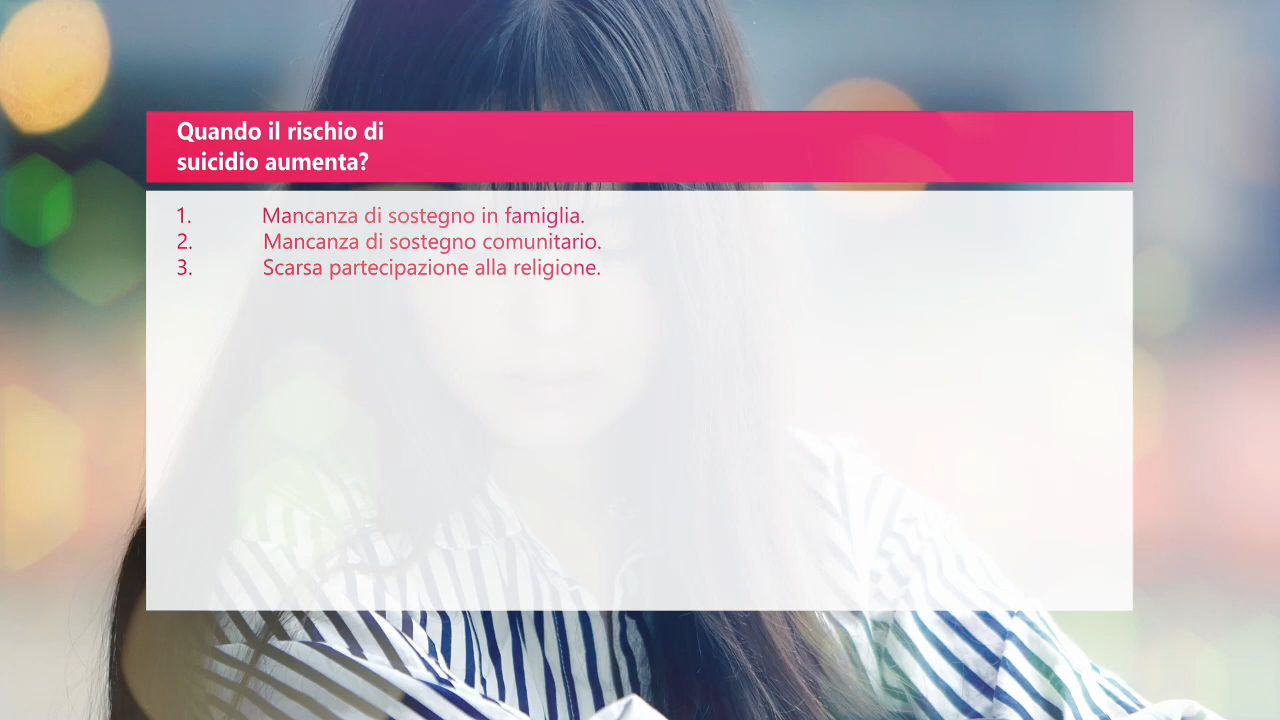 Quando il rischio di
suicidio aumenta?
1. Mancanza di sostegno in famiglia.
2. Mancanza di sostegno comunitario.
3. Scarsa partecipazione alla religione.